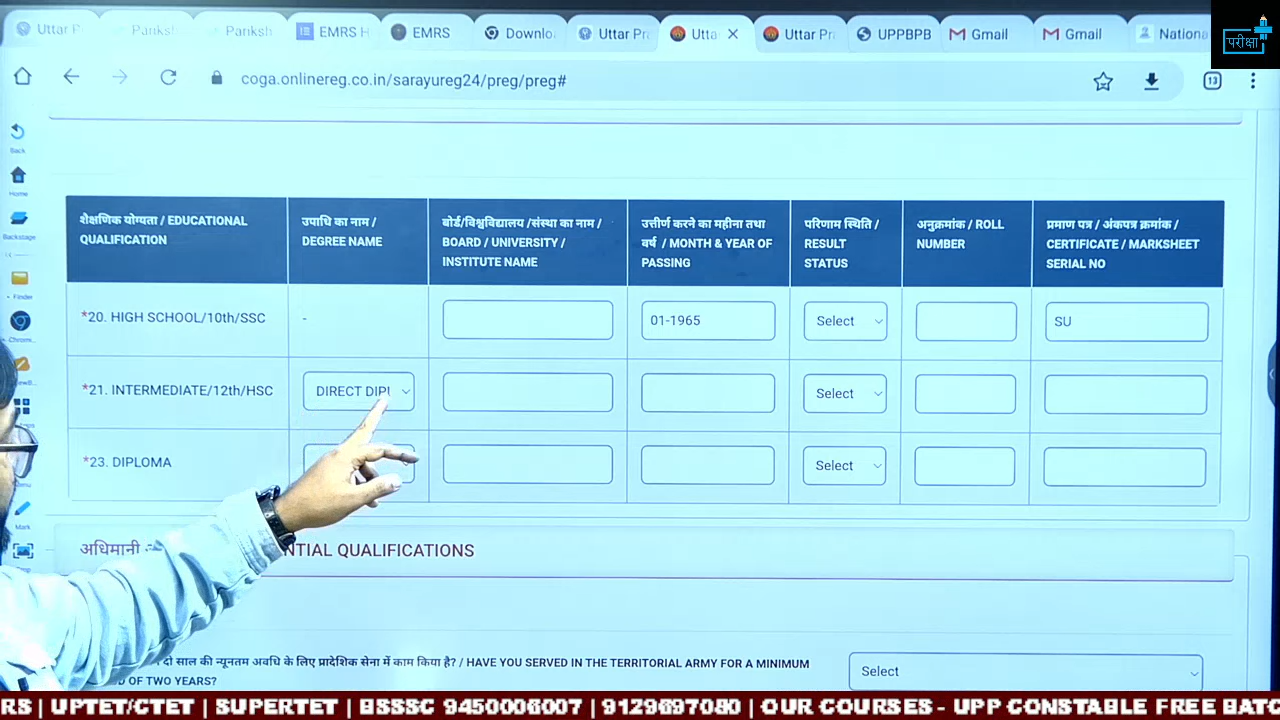 Uttar P
Pariksh
Pariksh
EMRS H
EMRS
Downlo
Uttar Pr
Utta
Uttar Pr
UPPBPB
Gmail
Gmail
Nationa
परीक्षा
coga.onlinereg.co.in/sarayureg24/preg/preg#
13
Back
Home
Backstage
Finder
शैक्षणिक योग्यता / EDUCATIONAL
QUALIFICATION
उपाधि का नाम /
DEGREE NAME
बोर्ड/विश्वविद्यालय /संस्था का नाम /
BOARD / UNIVERSITY /
INSTITUTE NAME
उत्तीर्ण करने का महीना तथा
वर्ष / MONTH & YEAR OF
PASSING
परिणाम स्थिति /
RESULT
STATUS
अनुक्रमांक / ROLL
NUMBER
प्रमाण पत्र / अंकपत्र क्रमांक /
CERTIFICATE / MARKSHEET
SERIAL NO
*20. HIGH SCHOOL/10th/SSC
-
01-1965
Select
SU
*21. INTERMEDIATE/12th/HSC
DIRECT DIPL
Select
*23. DIPLOMA
Select
Mark
अधिमानी
NTIAL QUALIFICATIONS
दो साल की न्यूनतम अवधि के लिए प्रादेशिक सेना में काम किया है? / HAVE YOU SERVED IN THE TERRITORIAL ARMY FOR A MINIMUM
D OF TWO YEARS?
Select
RS | UPTET/CTET | SUPERTET | BSSSC 9450006007 | 9129697080 | OUR COURSES - UPP CONSTABLE FREE BATC